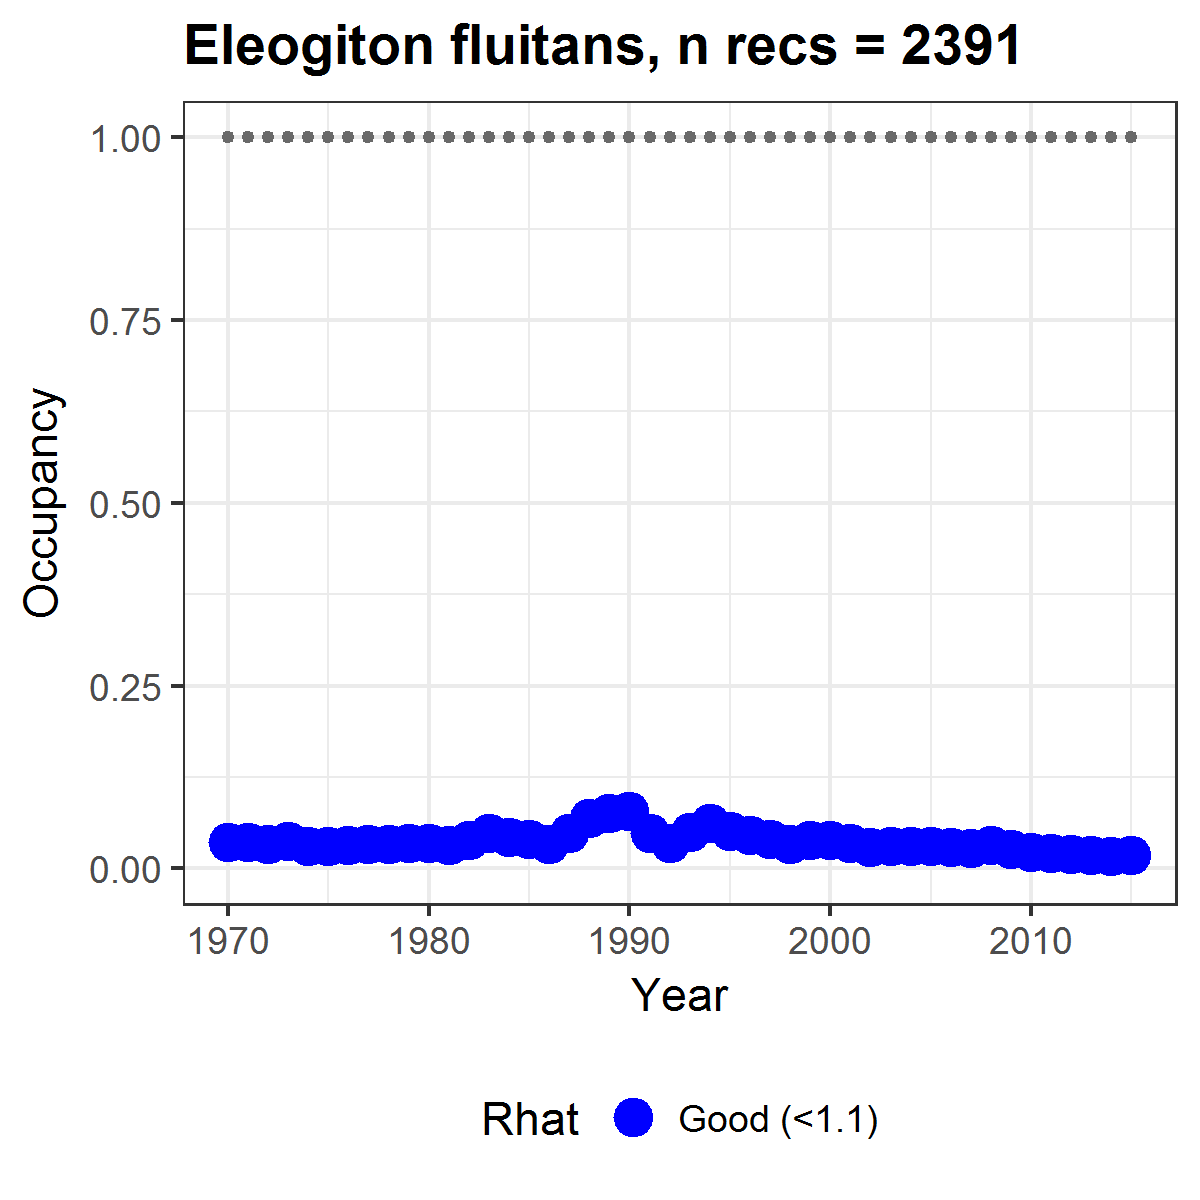 Eleogiton fluitans, n recs = 2391
1.00
0.75
0.50
0.25
0.00
Occupancy
1970 1980 1990 2000 2010
Year
Rhat Good (<1.1)